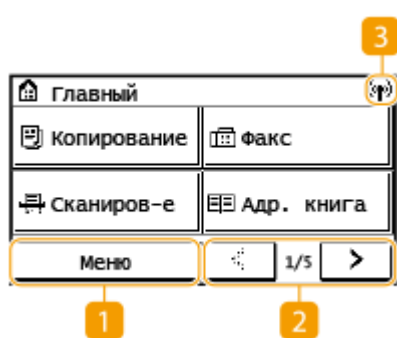 3
Главный
Копирование Факс
Сканиров-е Адр. книга
Меню 1/5 >
1 2